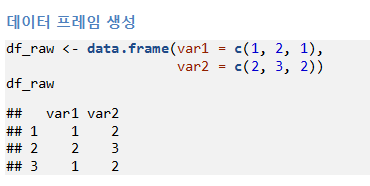 데이터 프레임 생성
df_raw <- data.frame(var1 = c(1, 2, 1),
                     var2 = c(2, 3, 2))
df_raw
##   var1 var2
## 1    1    2
## 2    2    3
## 3    1    2